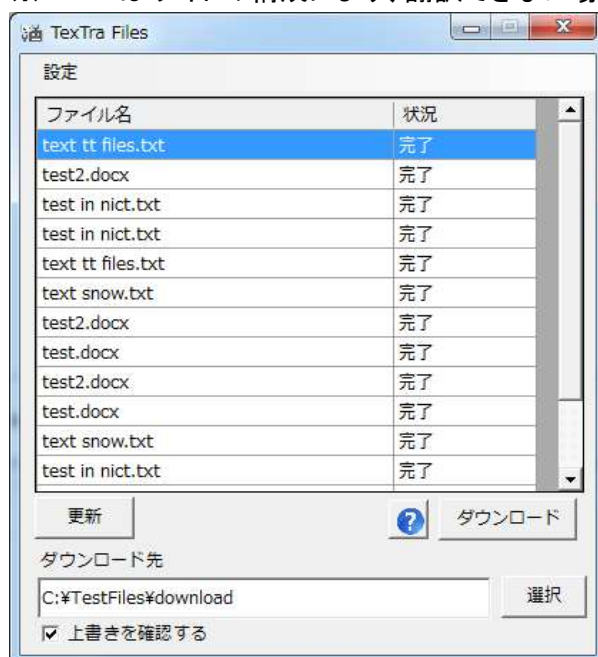 TexTra Files
設定
ファイル名 状況
text tt files.txt 完了
test2.docx 完了
test in nict.txt 完了
test in nict.txt 完了
text tt files.txt 完了
text snow.txt 完了
test2.docx 完了
test.docx 完了
test2.docx 完了
test.docx 完了
text snow.txt 完了
test in nict.txt 完了
更新 ? ダウンロード
ダウンロード先
C:¥TestFiles¥download 選択
上書きを確認する